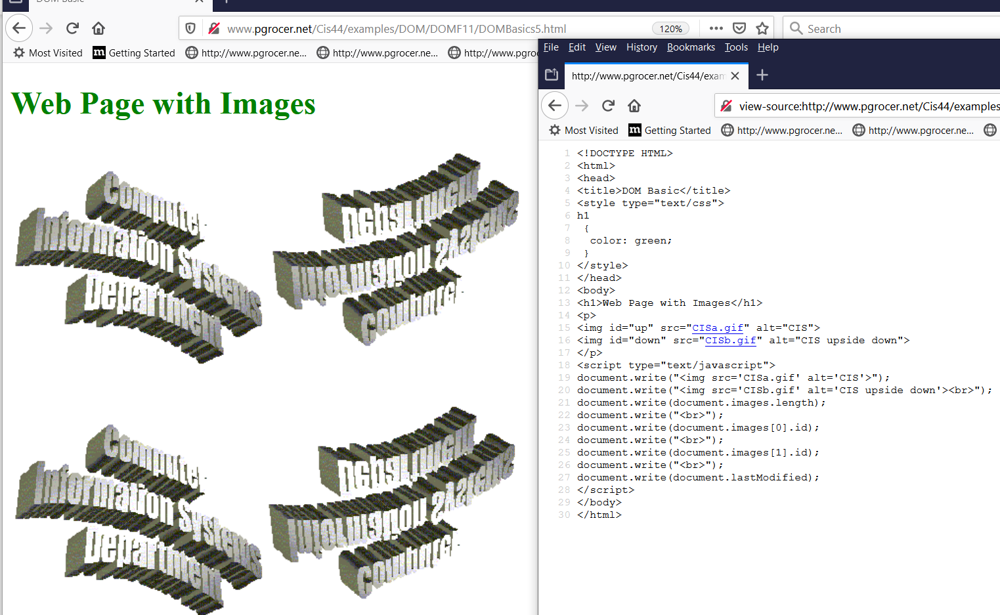 DOM Basic
www.pgrocer.net/Cis44/examples/DOM/DOMF11/DOMBasics5.html
120%
Search
Most Visited
Getting Started
http://www.pgrocer.ne...
http://www.pgrocer.ne...
http://www.pgro
Web Page with Images
Computer
Information Systems
Department
Department
Information Systems
Computer
Computer
Information Systems
Department
Department
Information Systems
Computer
File Edit View History Bookmarks Tools Help
http://www.pgrocer.net/Cis44/exam
view-source:http://www.pgrocer.net/Cis44/examples
Most Visited
Getting Started
http://www.pgrocer.ne...
http://www.pgrocer.ne...
1 <!DOCTYPE HTML>
2 <html>
3 <head>
4 <title>DOM Basic</title>
5 <style type="text/css">
6 h1
7 {
8 color: green;
9 }
10 </style>
11 </head>
12 <body>
13 <h1>Web Page with Images</h1>
14 <p>
15 <img id="up" src="CISa.gif" alt="CIS">
16 <img id="down" src="CISb.gif" alt="CIS upside down">
17 </p>
18 <script type="text/javascript">
19 document.write("<img src='CISa.gif' alt='CIS'>");
20 document.write("<img src='CISb.gif' alt='CIS upside down'><br>");
21 document.write(document.images.length);
22 document.write("<br>");
23 document.write(document.images[0].id);
24 document.write("<br>");
25 document.write(document.images[1].id);
26 document.write("<br>");
27 document.write(document.lastModified);
28 </script>
29 </body>
30 </html>